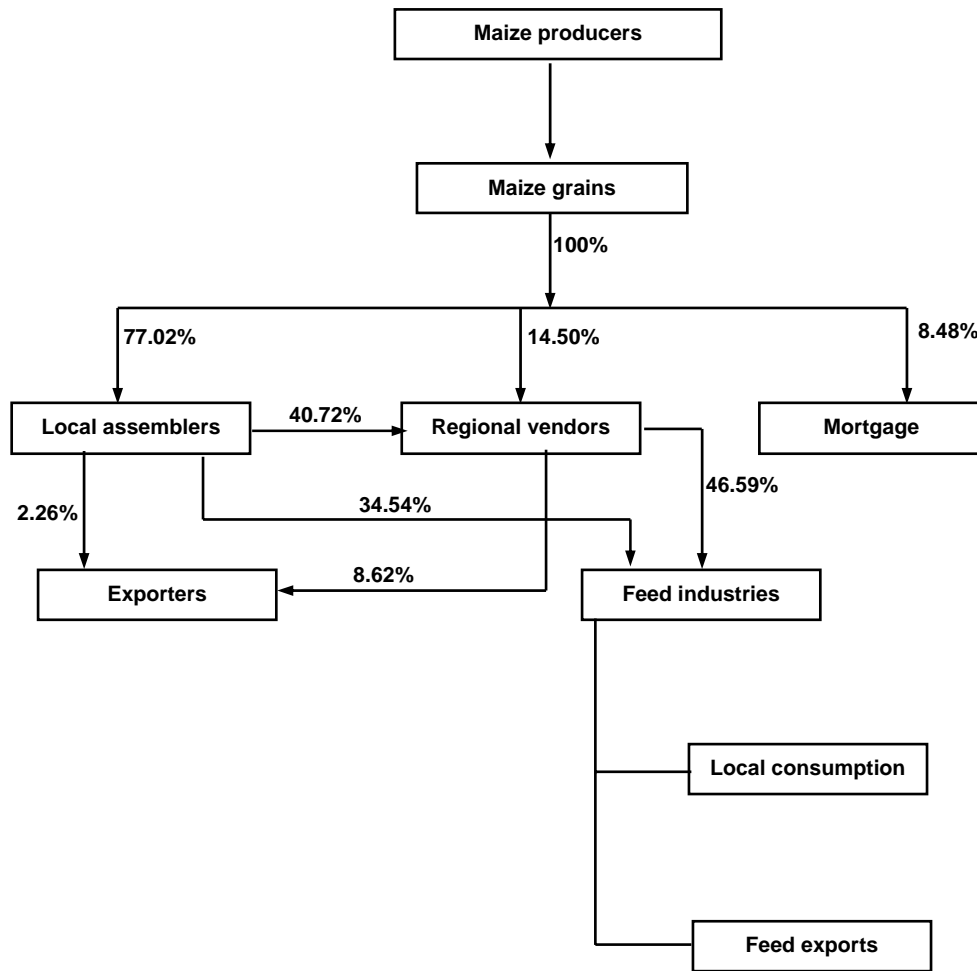 Maize producers
Maize grains
100%
77.02%
14.50%
8.48%
Local assemblers
40.72%
Regional vendors
Mortgage
2.26%
34.54%
46.59%
Exporters
8.62%
Feed industries
Local consumption
Feed exports